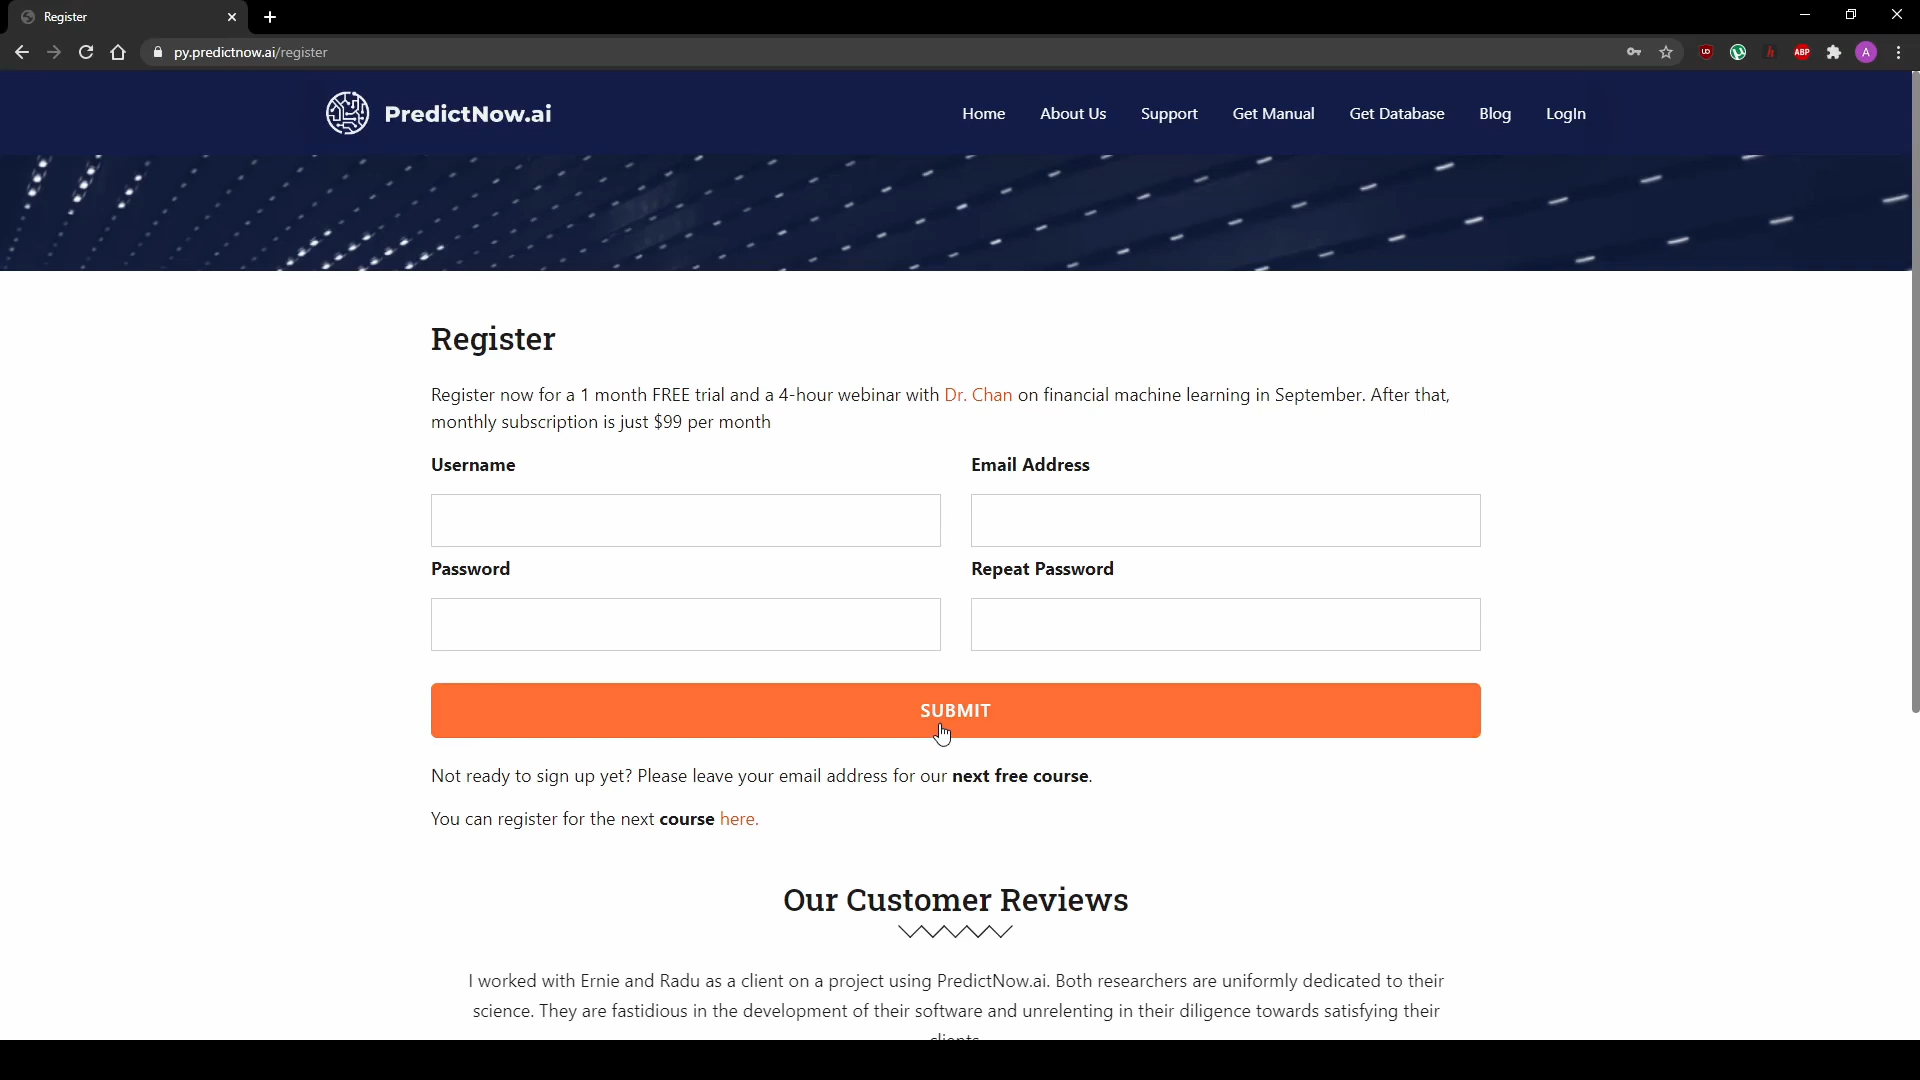 Register
py.predictnow.ai/register
ABP
A
PredictNow.ai
Home
About Us
Support
Get Manual
Get Database
Blog
LogIn
Register
Register now for a 1 month FREE trial and a 4-hour webinar with Dr. Chan on financial machine learning in September. After that,
monthly subscription is just $99 per month
Username
Email Address
Password
Repeat Password
SUBMIT
Not ready to sign up yet? Please leave your email address for our next free course.
You can register for the next course here.
Our Customer Reviews
I worked with Ernie and Radu as a client on a project using PredictNow.ai. Both researchers are uniformly dedicated to their
science. They are fastidious in the development of their software and unrelenting in their diligence towards satisfying their